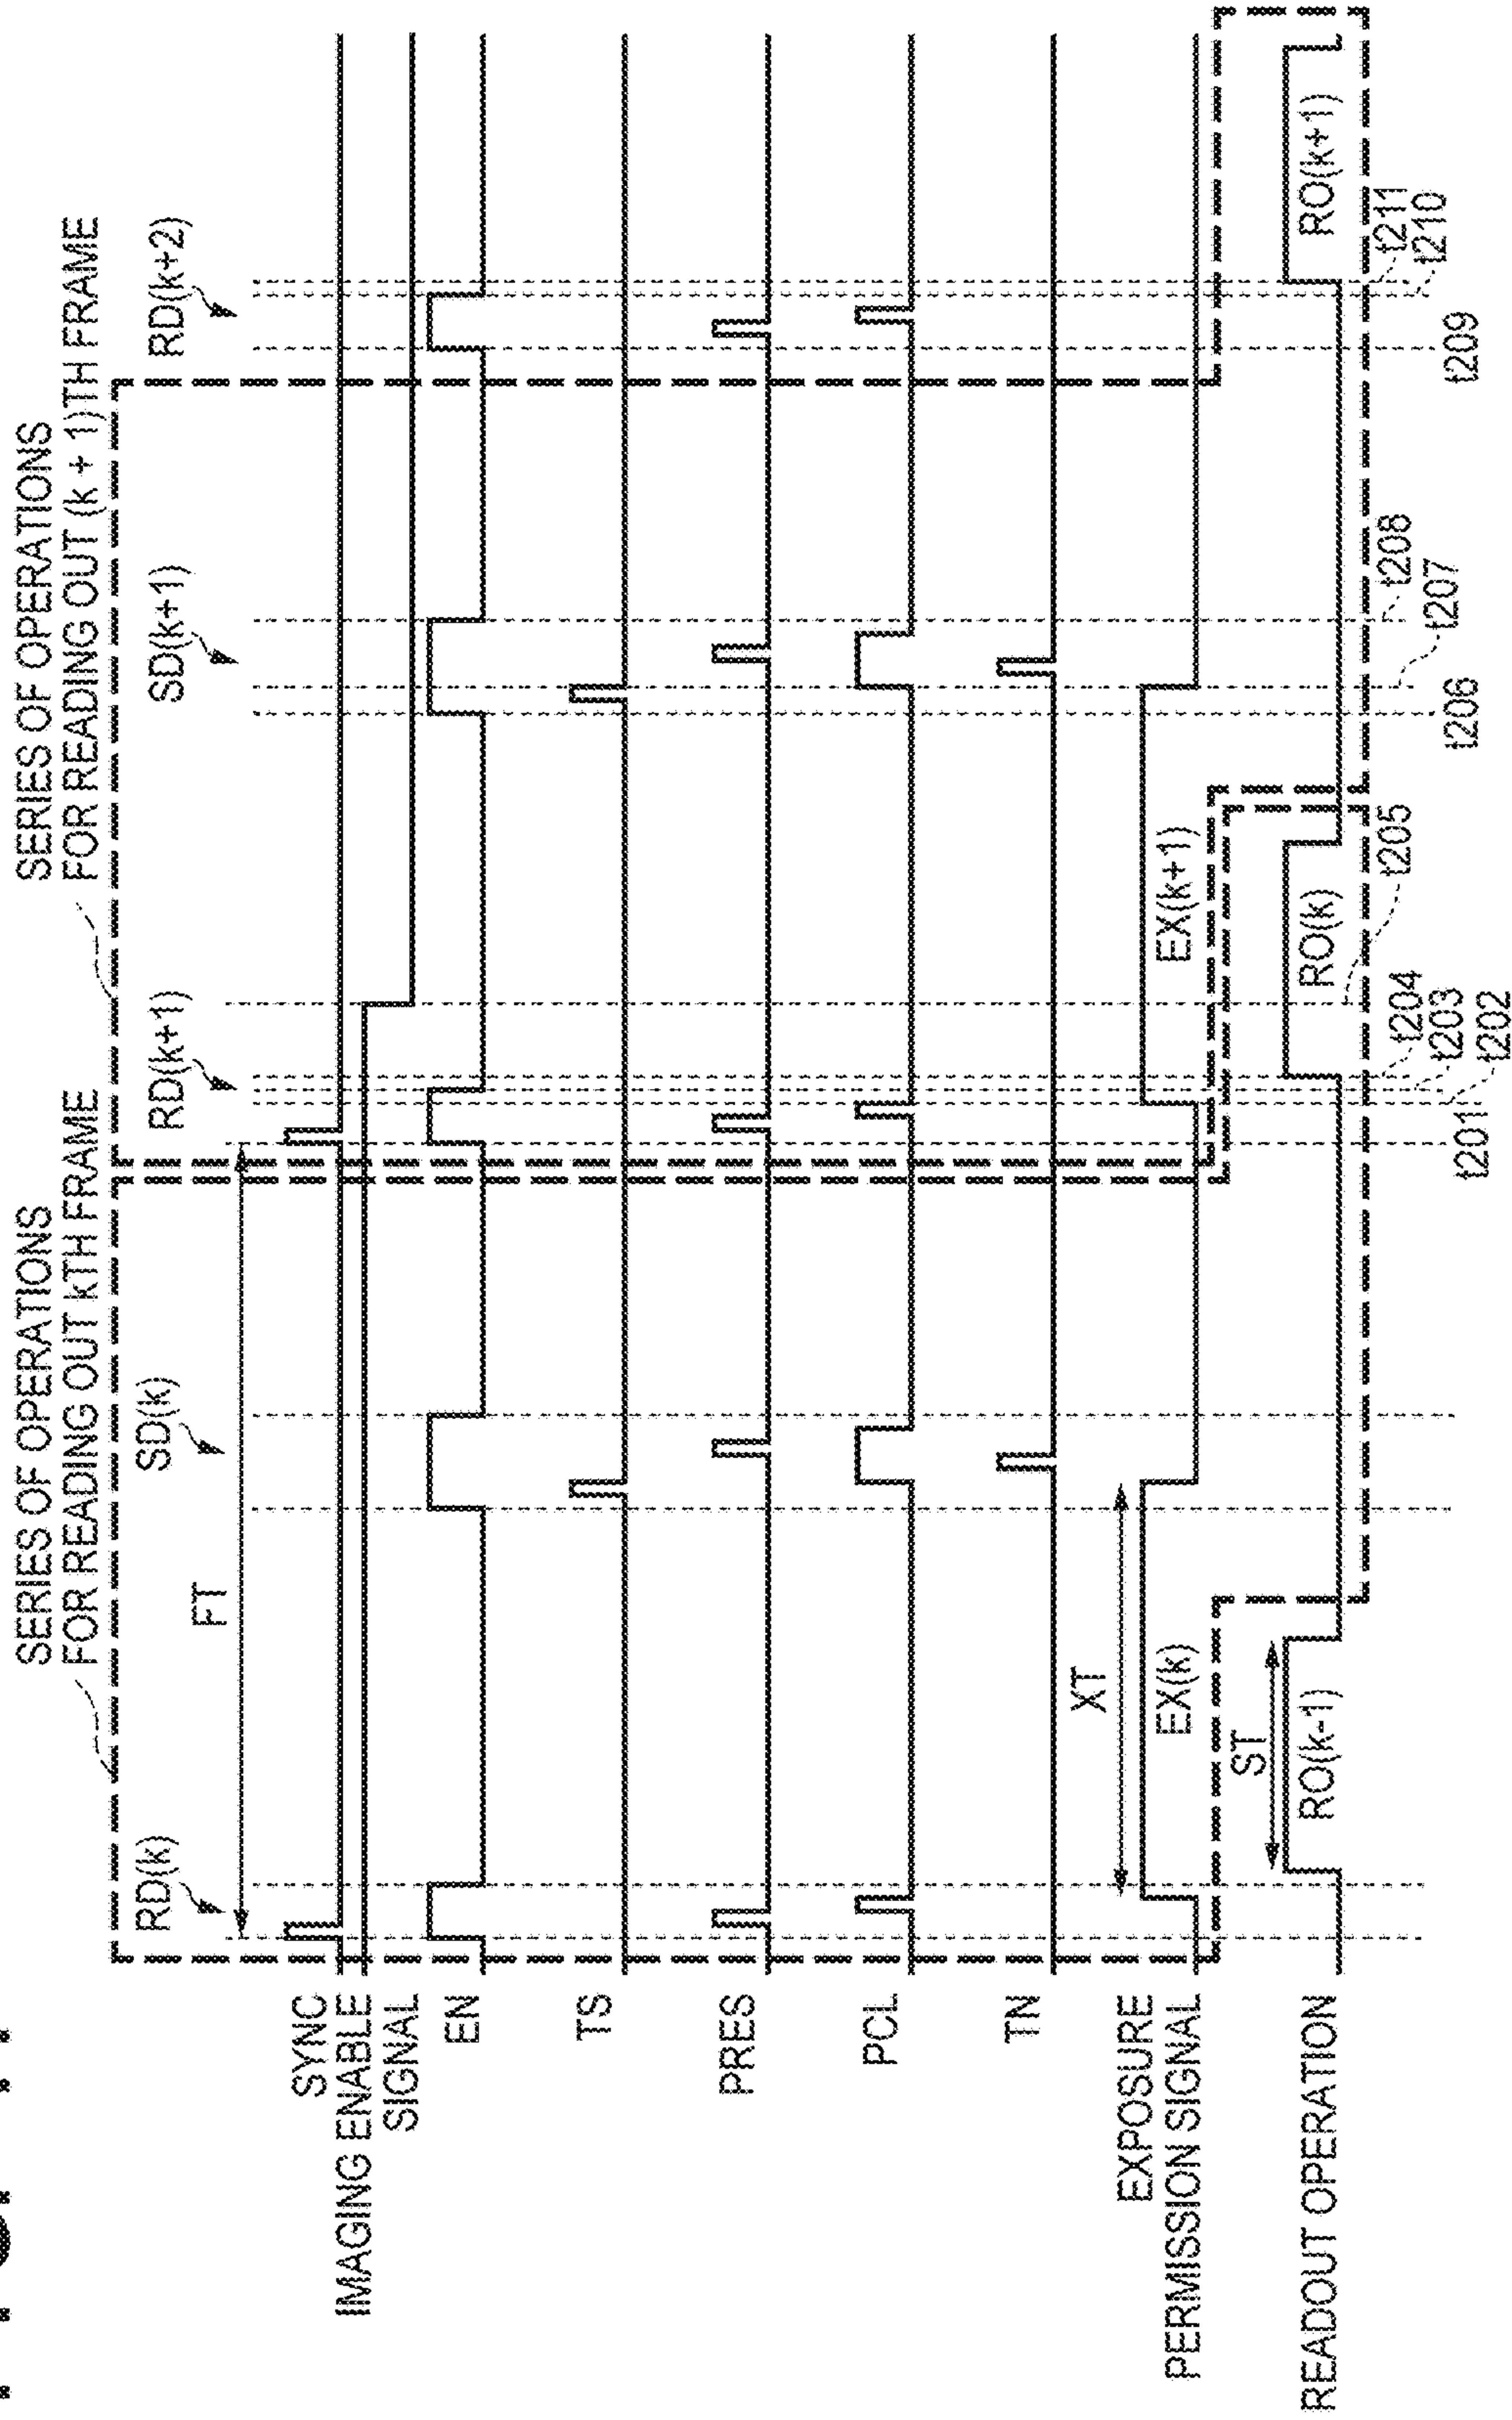 SERIES OF OPERATIONS
FOR READING OUT KTH FRAME
SERIES OF OPERATIONS
FOR READING OUT (k + 1)TH FRAME
RD(k)
SD(k)
RD(k+1)
SD(k+1)
RD(k+2)
FT
SYNC
IMAGING ENABLE
SIGNAL
EN
TS
PRES
PCL
TN
XT
EXPOSURE
PERMISSION SIGNAL
EX(k)
EX(k+1)
ST
READOUT OPERATION
RO(k-1)
RO(k)
RO(k+1)
t201
t202
t203
t204
t205
t206
t207
t208
t209
t210
t211